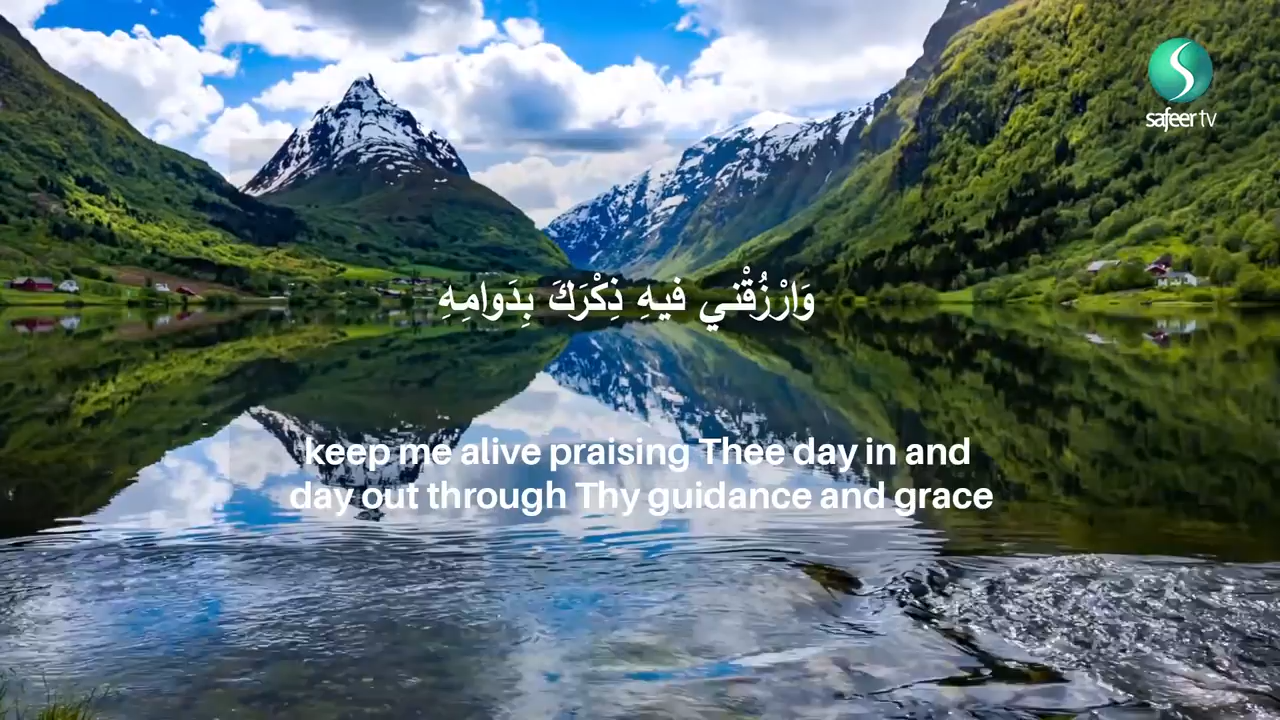 safeer tv
وَارْزُقْني فيهِ ذِكْرَكَ بِدَوامِهِ
keep me alive praising Thee day in and
day out through Thy guidance and grace